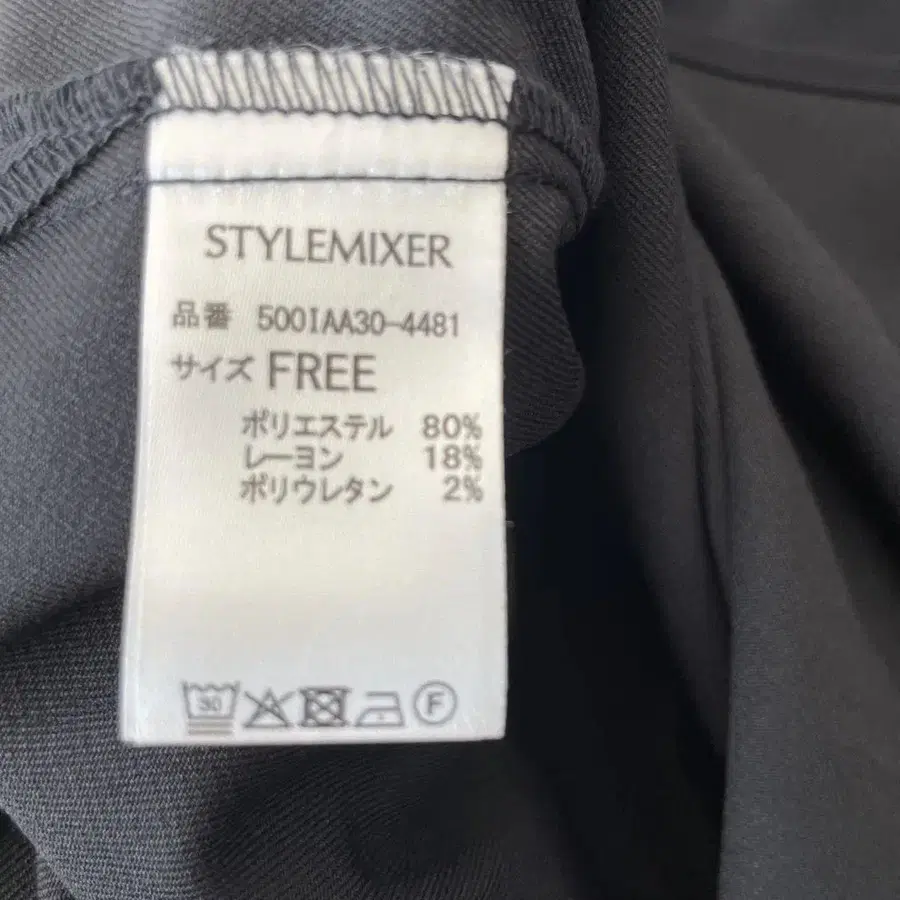 STYLEMIXER
品番 500IAA30-4481
サイズ FREE
ポリエステル 80%
レーヨン 18%
ポリウレタン 2%
30 F